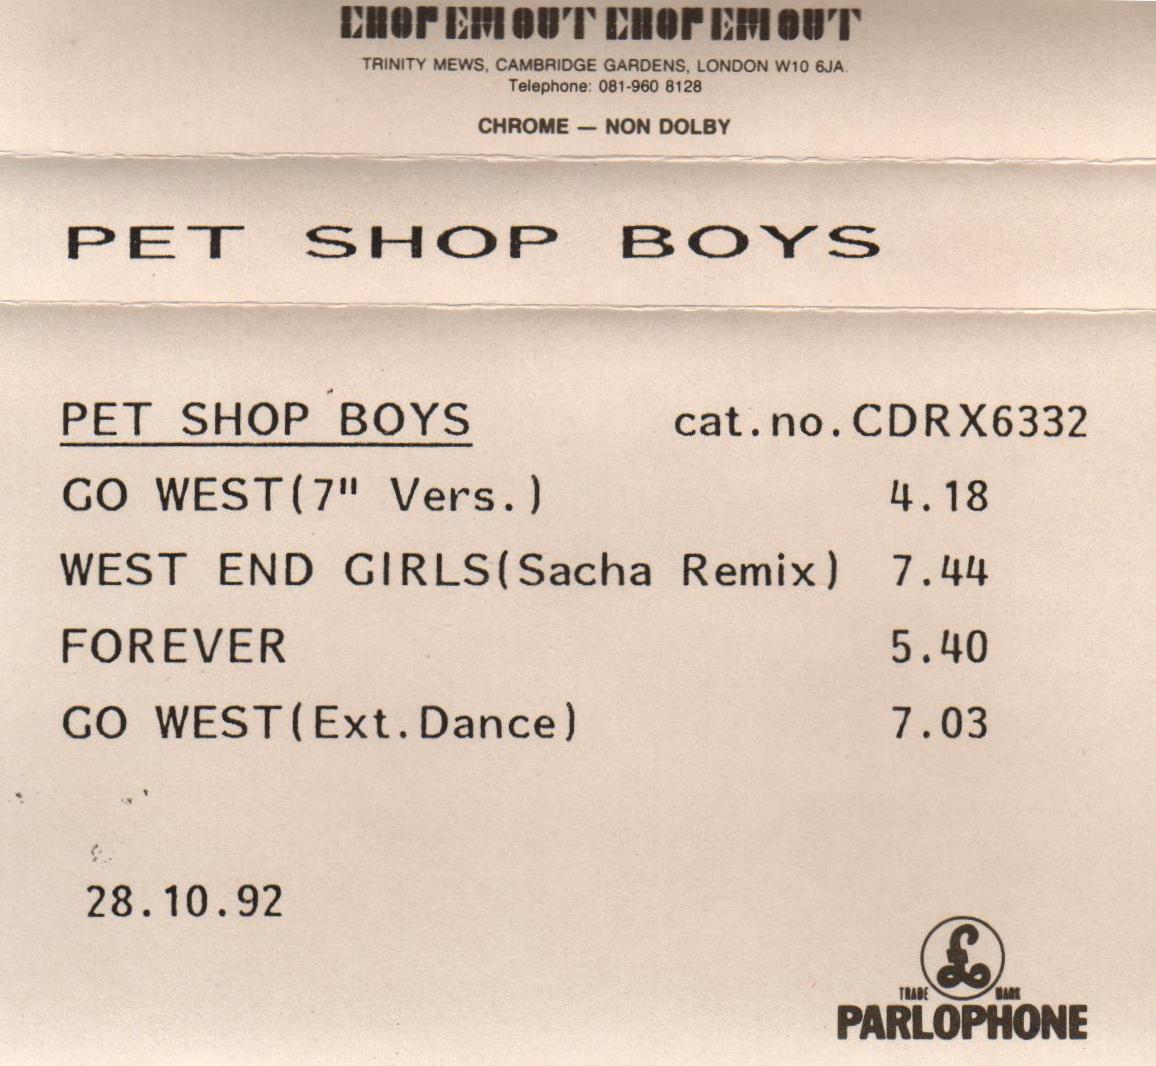 CHOP EM OUT CHOP EM OUT
TRINITY MEWS, CAMBRIDGE GARDENS, LONDON W10 6JA.
Telephone: 081-960 8128
CHROME — NON DOLBY
PET SHOP BOYS
PET SHOP BOYS cat.no.CDRX6332
GO WEST(7" Vers.) 4.18
WEST END GIRLS(Sacha Remix) 7.44
FOREVER 5.40
GO WEST(Ext.Dance) 7.03
28.10.92
£
TRADE MARK
PARLOPHONE